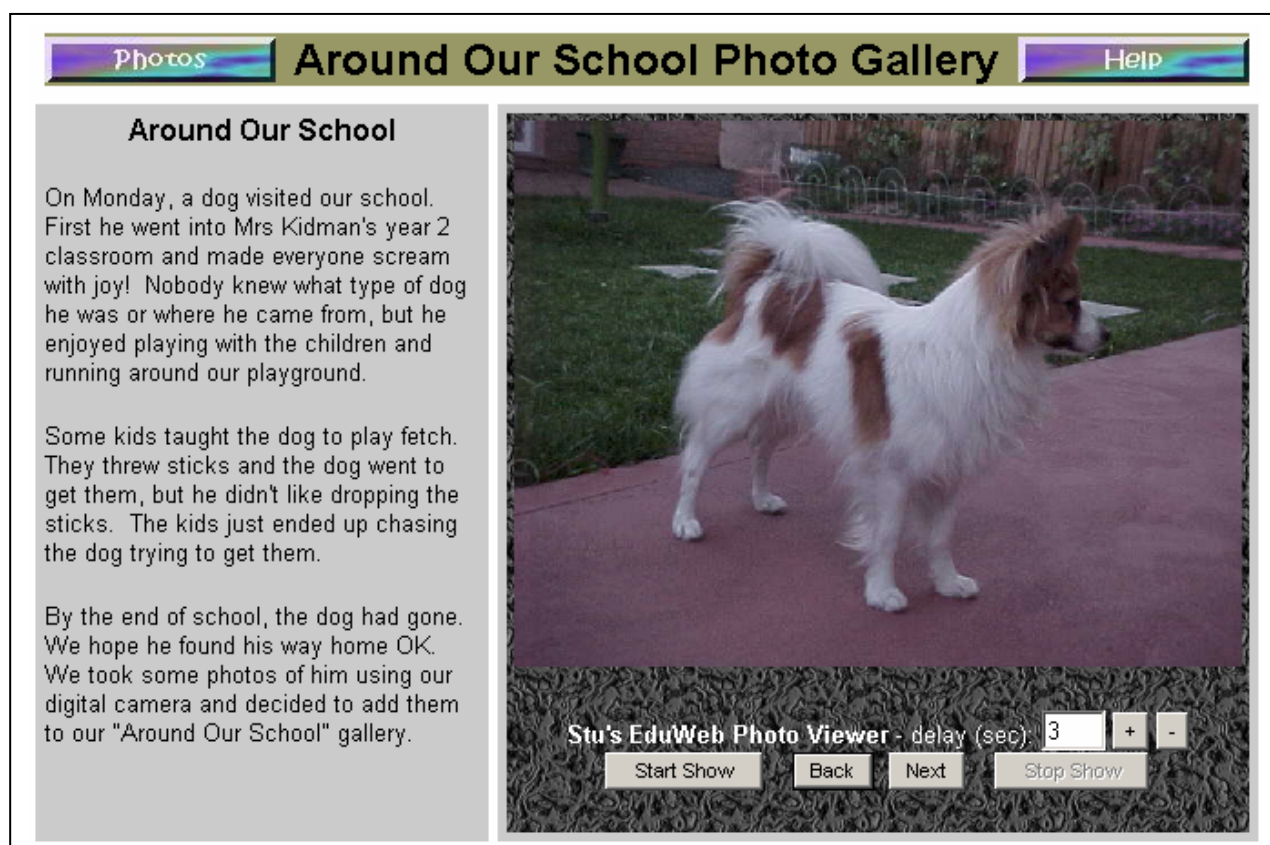 Photos
Around Our School Photo Gallery
Help
Around Our School
On Monday, a dog visited our school.
First he went into Mrs Kidman's year 2
classroom and made everyone scream
with joy!  Nobody knew what type of dog
he was or where he came from, but he
enjoyed playing with the children and
running around our playground.
Some kids taught the dog to play fetch.
They threw sticks and the dog went to
get them, but he didn't like dropping the
sticks.  The kids just ended up chasing
the dog trying to get them.
By the end of school, the dog had gone.
We hope he found his way home OK.
We took some photos of him using our
digital camera and decided to add them
to our "Around Our School" gallery.
Stu's EduWeb Photo Viewer - delay (sec): 3 + -
Start Show Back Next Stop Show